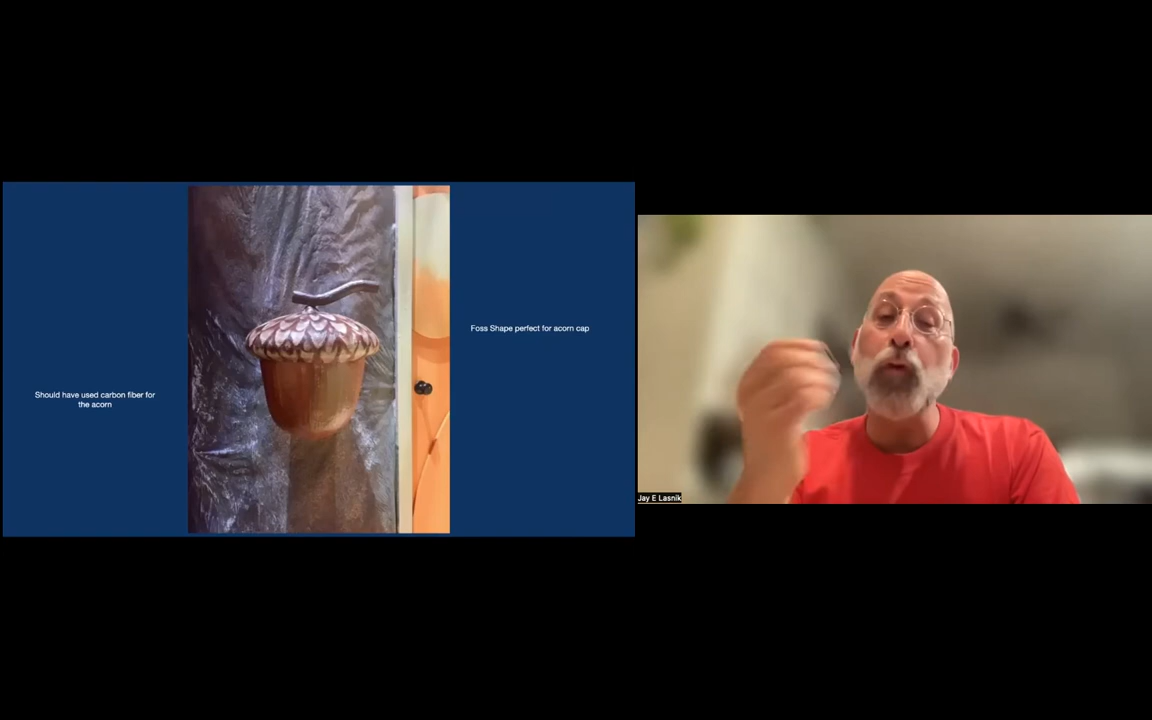 Foss Shape perfect for acorn cap
Should have used carbon fiber for
the acorn
Jay E Lasnik